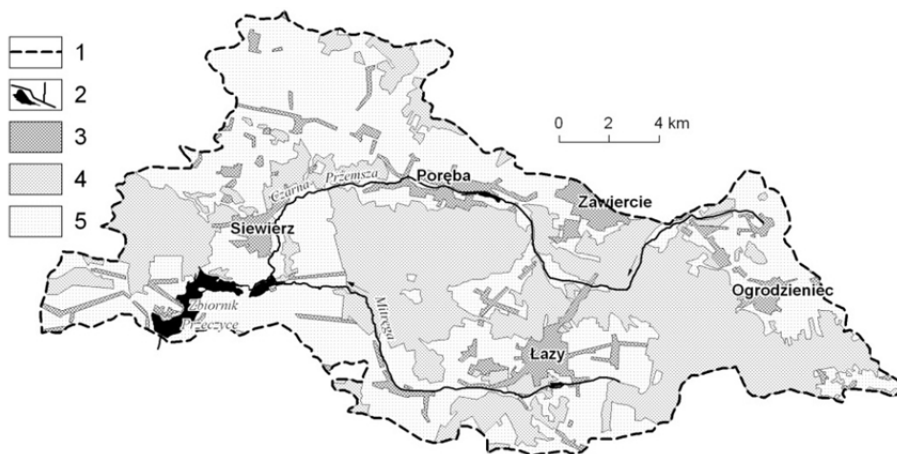 1
2
3
4
5
0 2 4 km
Czarna Przemsza
Poręba
Zawiercie
Siewierz
Ogrodzieniec
Zbiornik
Przeczyce
Mitręga
Łazy